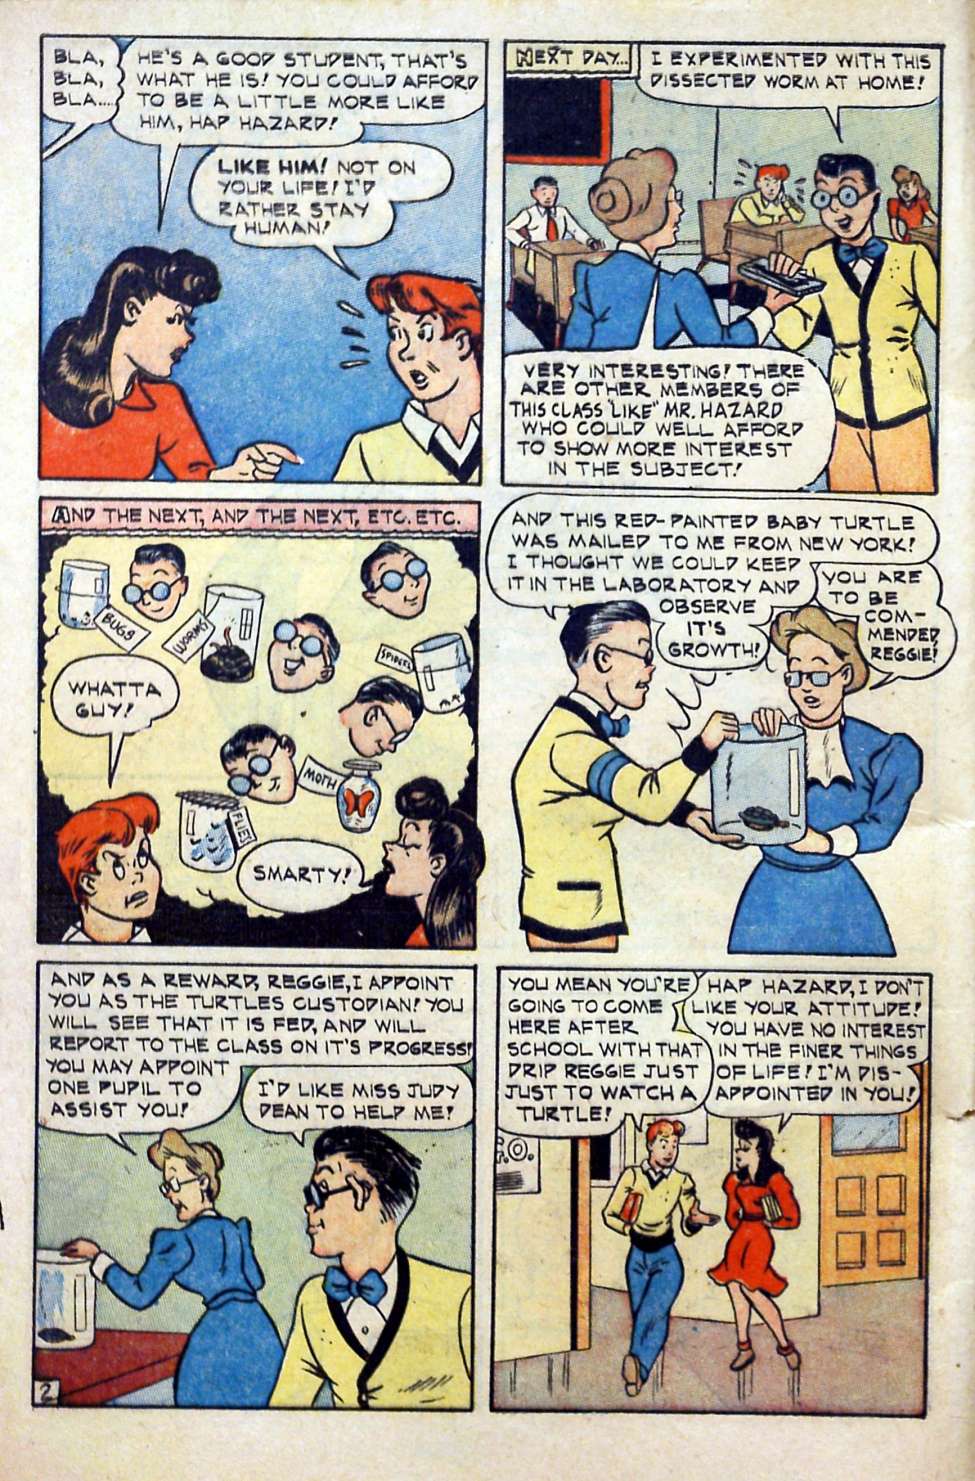 BLA,
BLA,
BLA....
HE'S A GOOD STUDENT, THAT'S
WHAT HE IS! YOU COULD AFFORD
TO BE A LITTLE MORE LIKE
HIM, HAP HAZARD!
LIKE HIM! NOT ON
YOUR LIFE! I'D
RATHER STAY
HUMAN!
NEXT DAY...
I EXPERIMENTED WITH THIS
DISSECTED WORM AT HOME!
VERY INTERESTING! THERE
ARE OTHER MEMBERS OF
THIS CLASS "LIKE" MR. HAZARD
WHO COULD WELL AFFORD
TO SHOW MORE INTEREST
IN THE SUBJECT!
AND THE NEXT, AND THE NEXT, ETC. ETC.
BUGS
WORMS
SPIDER
MOTH
FLIES
WHATTA
GUY!
SMARTY!
AND THIS RED-PAINTED BABY TURTLE
WAS MAILED TO ME FROM NEW YORK!
I THOUGHT WE COULD KEEP
IT IN THE LABORATORY AND
OBSERVE
IT'S
GROWTH!
YOU ARE
TO BE
COM-
MENDED,
REGGIE!
AND AS A REWARD, REGGIE, I APPOINT
YOU AS THE TURTLES CUSTODIAN! YOU
WILL SEE THAT IT IS FED, AND WILL
REPORT TO THE CLASS ON IT'S PROGRESS!
YOU MAY APPOINT
ONE PUPIL TO
ASSIST YOU!
I'D LIKE MISS JUDY
DEAN TO HELP ME!
2
YOU MEAN YOU'RE
GOING TO COME
HERE AFTER
SCHOOL WITH THAT
DRIP REGGIE JUST
JUST TO WATCH A
TURTLE!
HAP HAZARD, I DON'T
LIKE YOUR ATTITUDE!
YOU HAVE NO INTEREST
IN THE FINER THINGS
OF LIFE! I'M DIS-
APPOINTED IN YOU!
G.O.